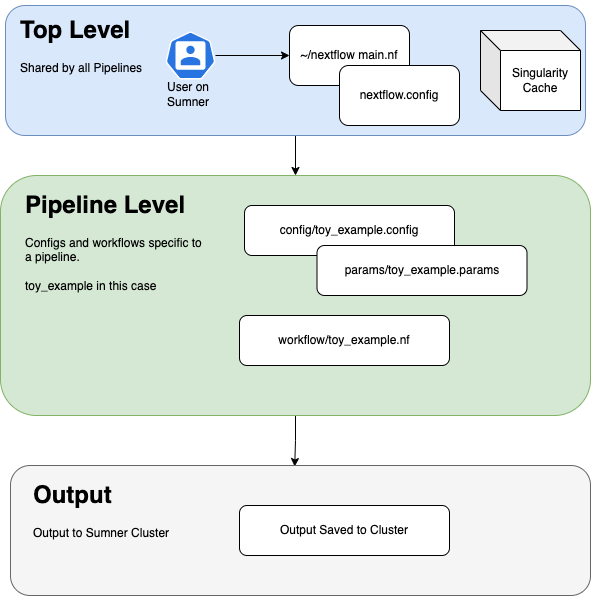 Top Level
Shared by all Pipelines
User on
Sumner
~/nextflow main.nf
nextflow.config
Singularity
Cache
Pipeline Level
Configs and workflows specific to
a pipeline.
toy_example in this case
config/toy_example.config
params/toy_example.params
workflow/toy_example.nf
Output
Output to Sumner Cluster
Output Saved to Cluster